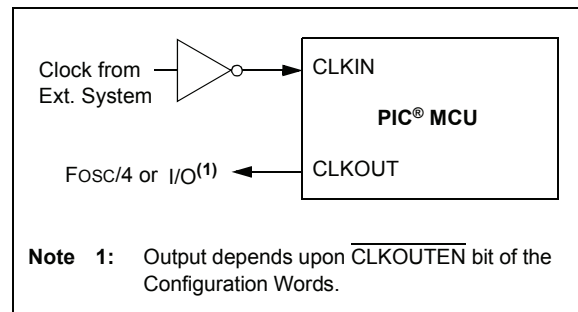 Clock from
Ext. System
CLKIN
PIC® MCU
FOSC/4 or I/O(1)
CLKOUT
Note 1: Output depends upon CLKOUTEN bit of the
Configuration Words.